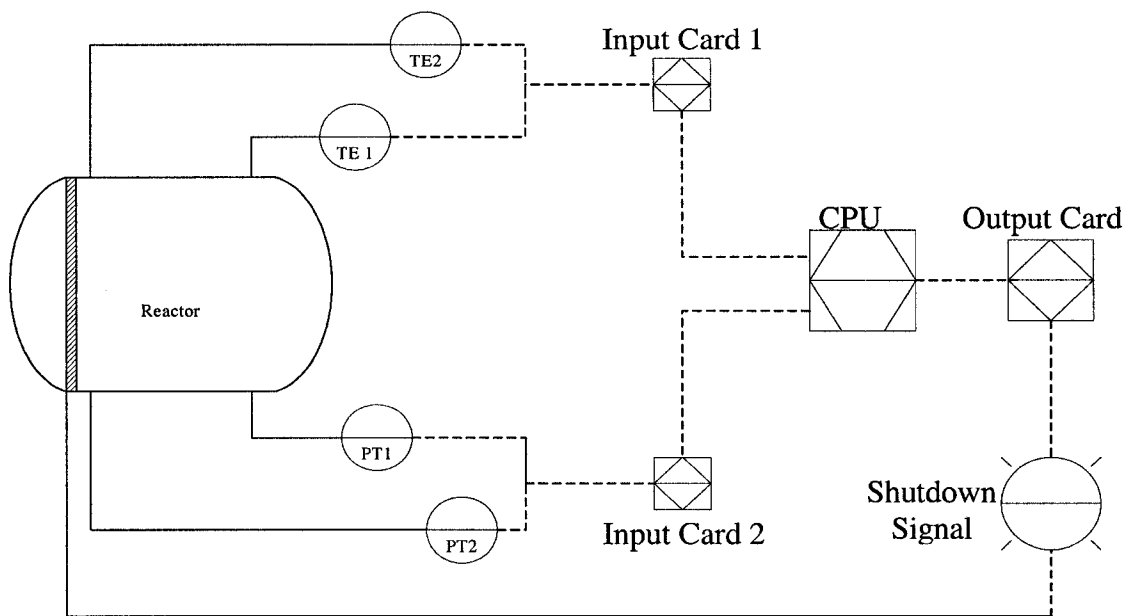 TE2
Input Card 1
TE 1
CPU
Output Card
Reactor
PT1
PT2
Input Card 2
Shutdown
Signal